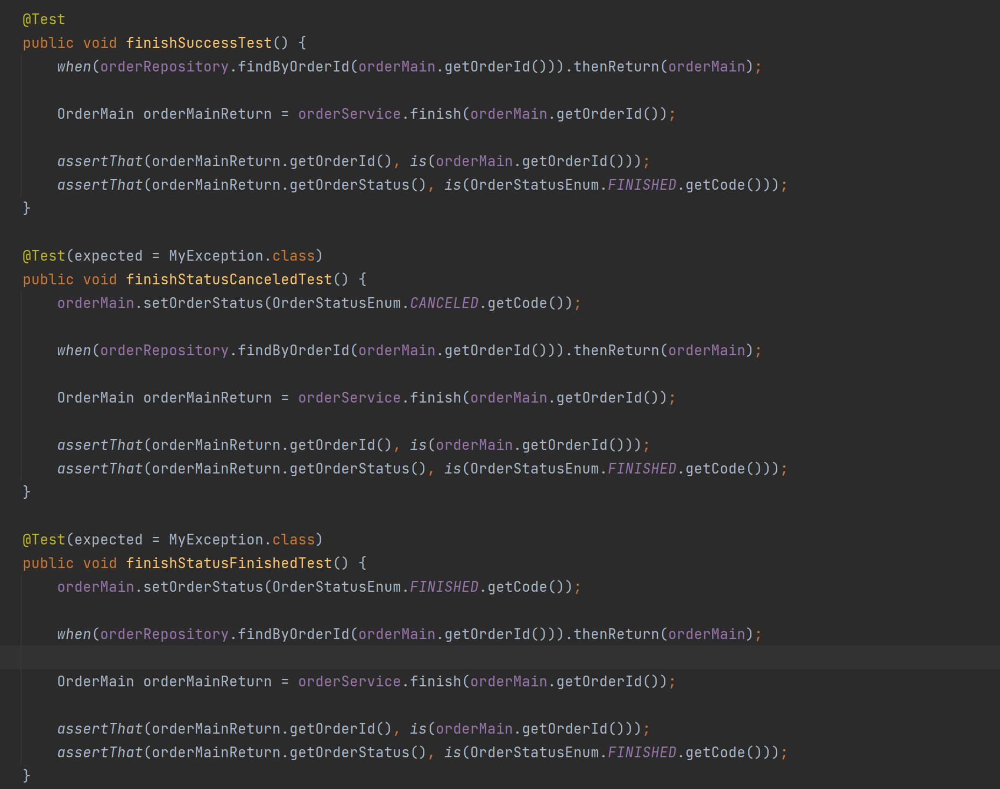 @Test
public void finishSuccessTest() {
    when(orderRepository.findByOrderId(orderMain.getOrderId())).thenReturn(orderMain);

    OrderMain orderMainReturn = orderService.finish(orderMain.getOrderId());

    assertThat(orderMainReturn.getOrderId(), is(orderMain.getOrderId()));
    assertThat(orderMainReturn.getOrderStatus(), is(OrderStatusEnum.FINISHED.getCode()));
}

@Test(expected = MyException.class)
public void finishStatusCanceledTest() {
    orderMain.setOrderStatus(OrderStatusEnum.CANCELED.getCode());

    when(orderRepository.findByOrderId(orderMain.getOrderId())).thenReturn(orderMain);

    OrderMain orderMainReturn = orderService.finish(orderMain.getOrderId());

    assertThat(orderMainReturn.getOrderId(), is(orderMain.getOrderId()));
    assertThat(orderMainReturn.getOrderStatus(), is(OrderStatusEnum.FINISHED.getCode()));
}

@Test(expected = MyException.class)
public void finishStatusFinishedTest() {
    orderMain.setOrderStatus(OrderStatusEnum.FINISHED.getCode());

    when(orderRepository.findByOrderId(orderMain.getOrderId())).thenReturn(orderMain);

    OrderMain orderMainReturn = orderService.finish(orderMain.getOrderId());

    assertThat(orderMainReturn.getOrderId(), is(orderMain.getOrderId()));
    assertThat(orderMainReturn.getOrderStatus(), is(OrderStatusEnum.FINISHED.getCode()));
}